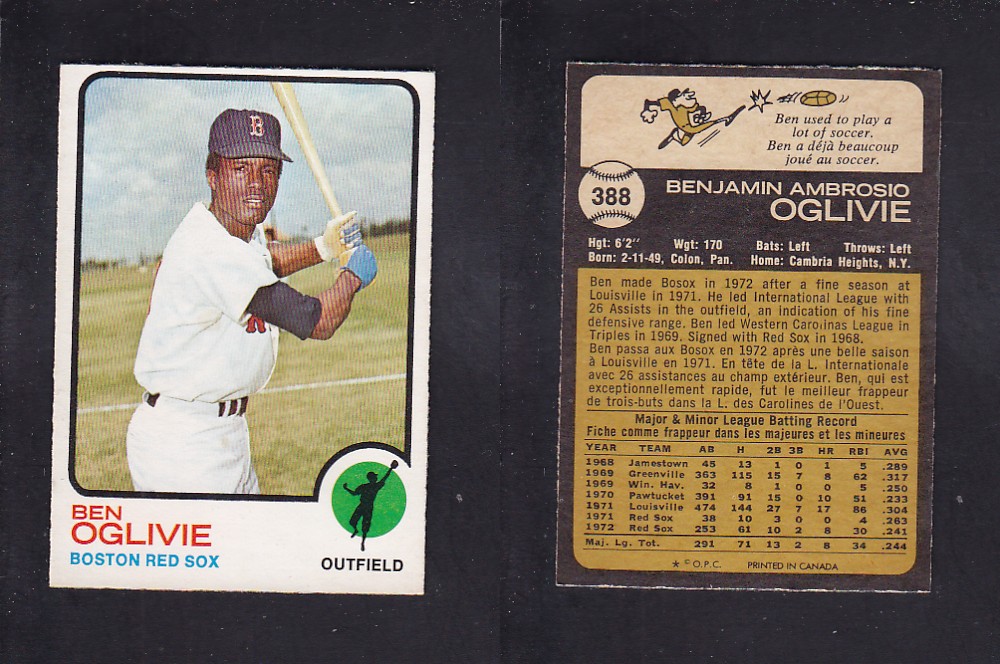 B
BEN
OGLIVIE
BOSTON RED SOX
OUTFIELD
Ben used to play a
lot of soccer.
Ben a déjà beaucoup
joué au soccer.
388
BENJAMIN AMBROSIO
OGLIVIE
Hgt: 6'2" Wgt: 170 Bats: Left Throws: Left
Born: 2-11-49, Colon, Pan. Home: Cambria Heights, N.Y.
Ben made Bosox in 1972 after a fine season at
Louisville in 1971. He led International League with
26 Assists in the outfield, an indication of his fine
defensive range. Ben led Western Carolinas League in
Triples in 1969. Signed with Red Sox in 1968.
Ben passa aux Bosox en 1972 après une belle saison
à Louisville en 1971. En tête de la L. Internationale
avec 26 assistances au champ extérieur. Ben, qui est
exceptionnellement rapide, fut le meilleur frappeur
de trois-buts dans la L. des Carolines de l'Ouest.
Major & Minor League Batting Record
Fiche comme frappeur dans les majeures et les mineures
YEAR TEAM AB H 2B 3B HR RBI AVG
1968 Jamestown 45 13 1 0 1 5 .289
1969 Greenville 363 115 15 7 8 62 .317
1969 Win. Hav. 32 8 1 0 0 5 .250
1970 Pawtucket 391 91 15 0 10 51 .233
1971 Louisville 474 144 27 7 17 86 .304
1971 Red Sox 38 10 3 0 0 4 .263
1972 Red Sox 253 61 10 2 8 30 .241
Maj. Lg. Tot. 291 71 13 2 8 34 .244
★ © O.P.C. PRINTED IN CANADA